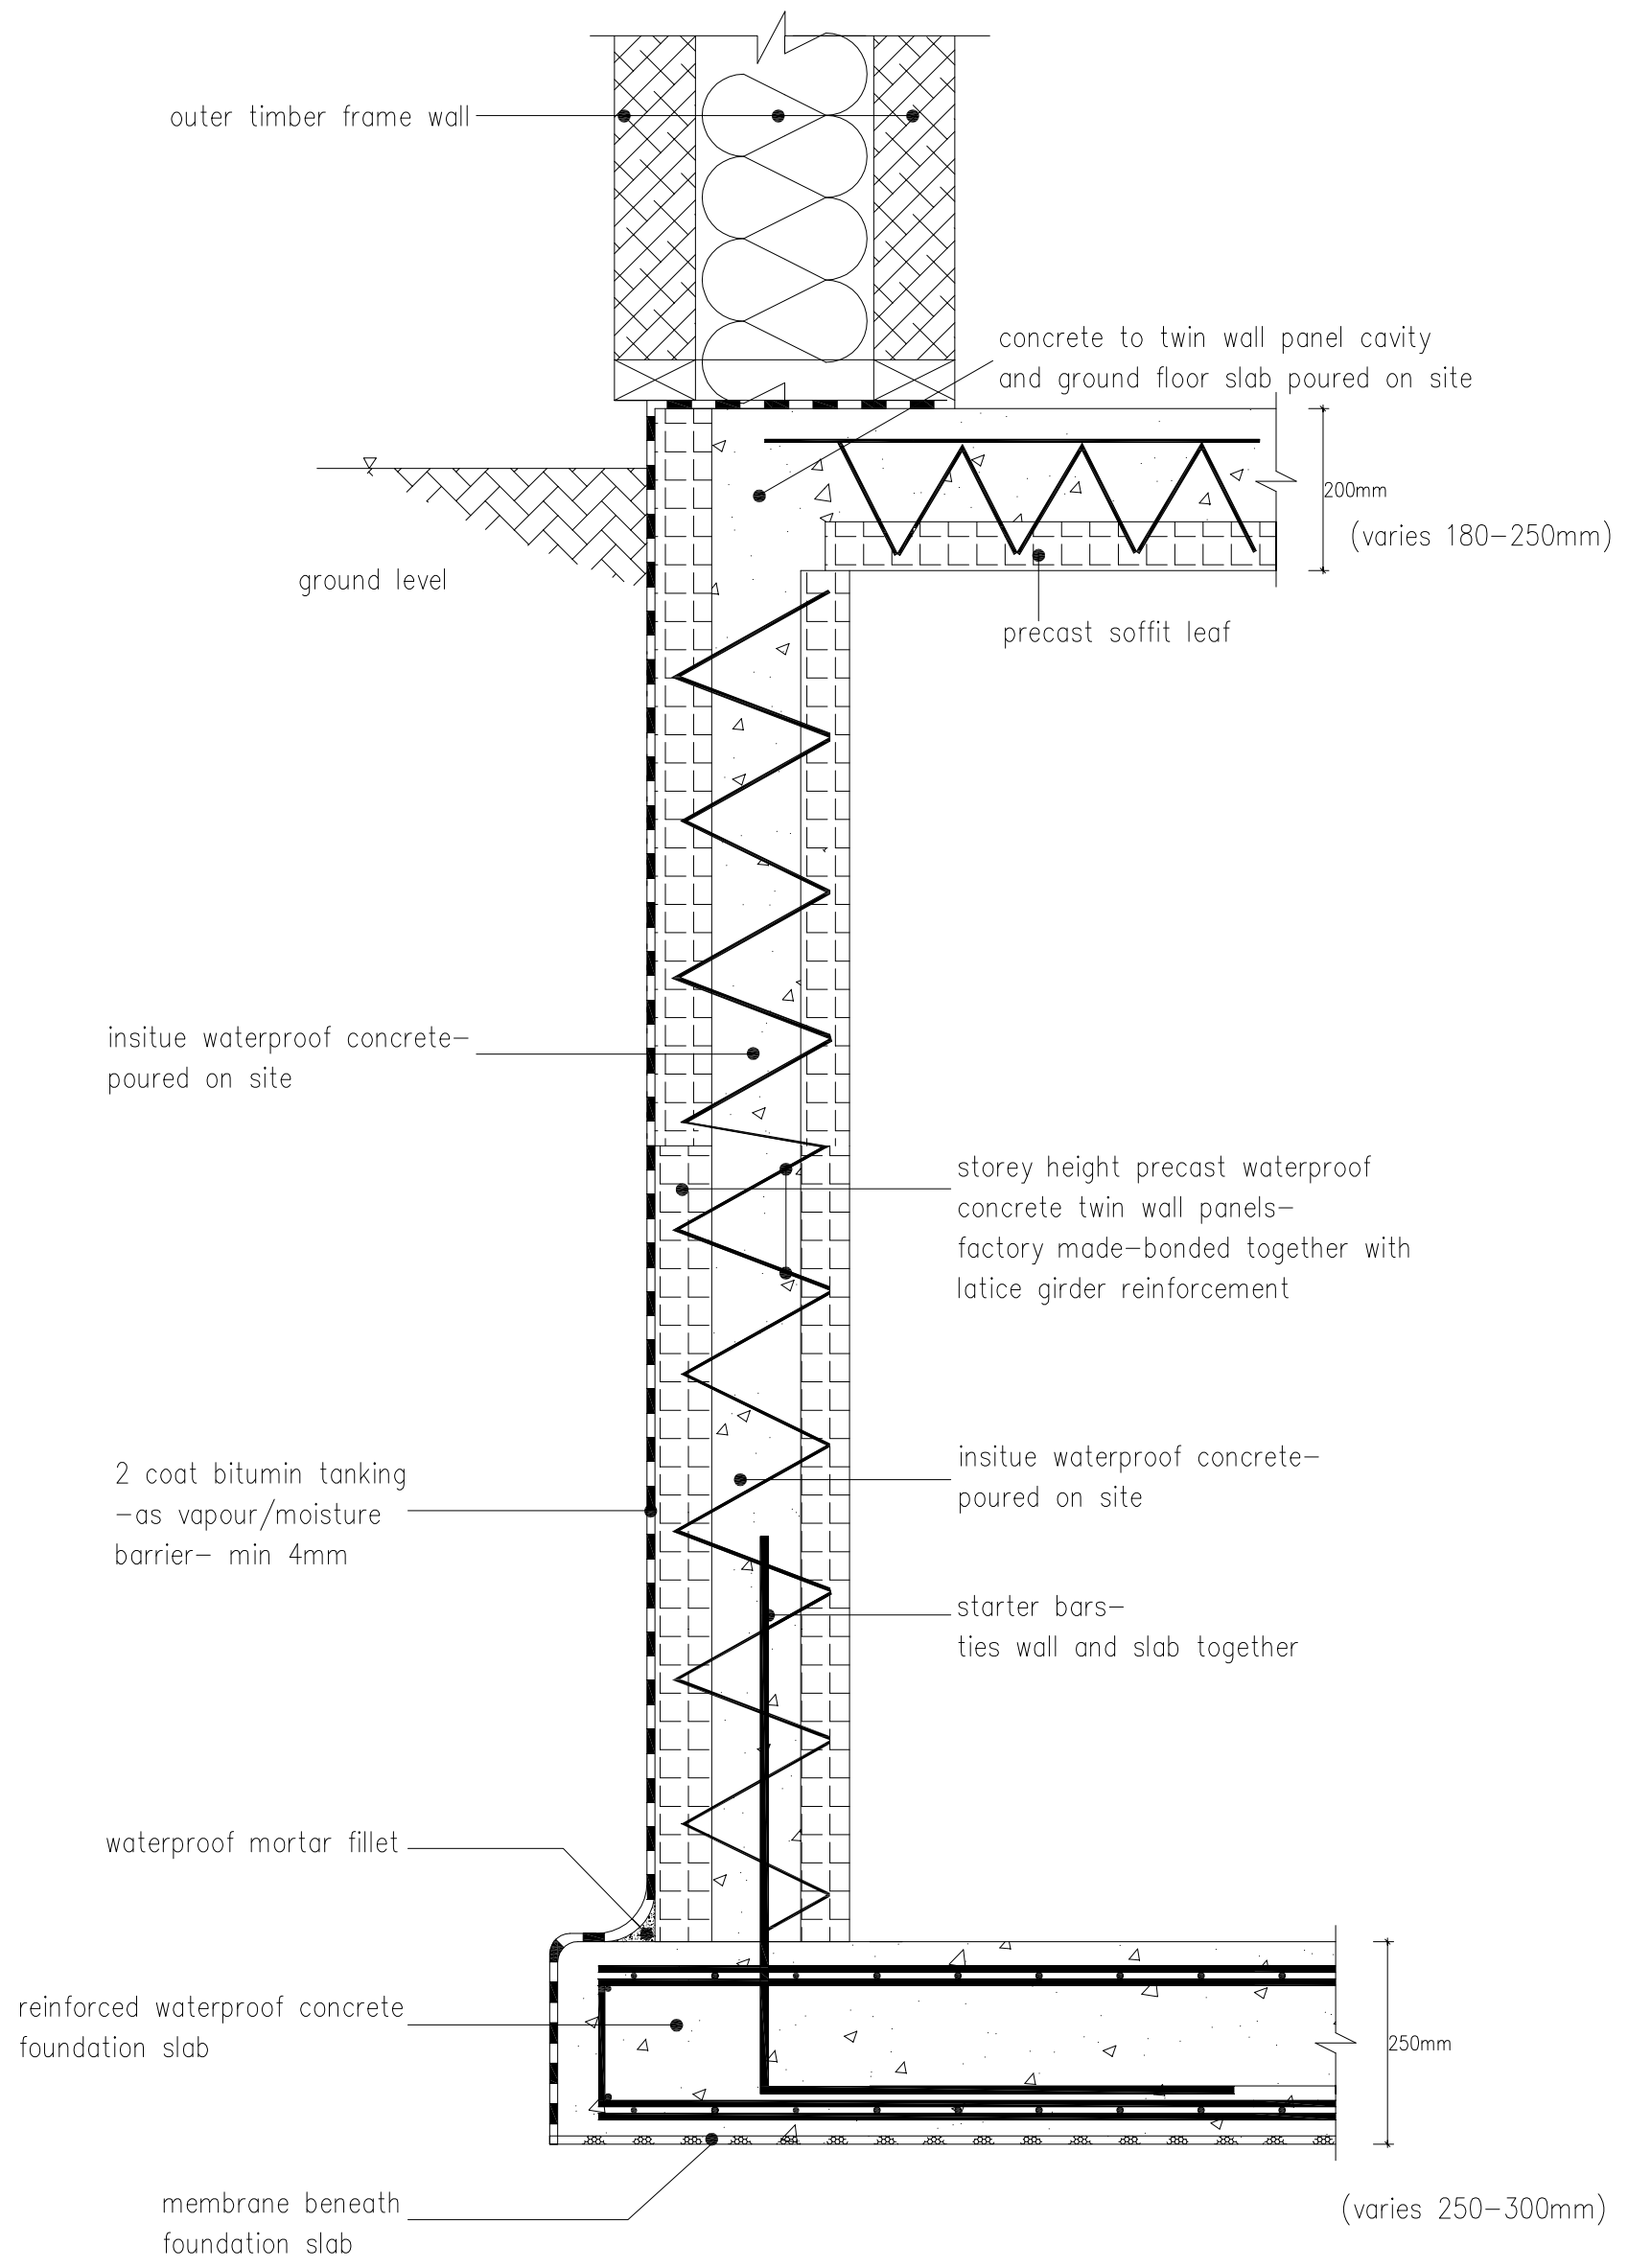 outer timber frame wall
concrete to twin wall panel cavity
and ground floor slab poured on site
200mm
(varies 180-250mm)
ground level
precast soffit leaf
insitue waterproof concrete-
poured on site
storey height precast waterproof
concrete twin wall panels-
factory made-bonded together with
latice girder reinforcement
insitue waterproof concrete-
poured on site
2 coat bitumin tanking
-as vapour/moisture
barrier- min 4mm
starter bars-
ties wall and slab together
waterproof mortar fillet
reinforced waterproof concrete
foundation slab
250mm
membrane beneath
foundation slab
(varies 250-300mm)